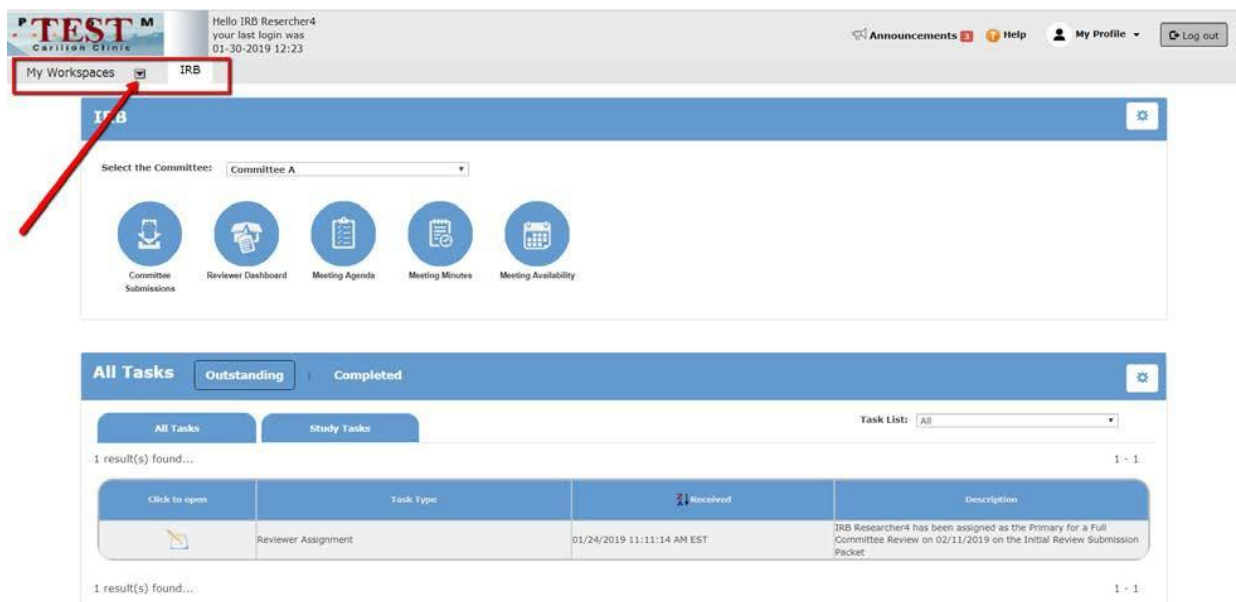 P TEST M
Carilion Clinic
Hello IRB Resercher4
your last login was
01-30-2019 12:23
Announcements 3
Help
My Profile
Log out
My Workspaces
IRB
IRB
Select the Committee: Committee A
Committee Submissions
Reviewer Dashboard
Meeting Agenda
Meeting Minutes
Meeting Availability
All Tasks
Outstanding
Completed
All Tasks
Study Tasks
Task List: All
1 result(s) found...
1 - 1
Click to open
Task Type
Received
Description
Reviewer Assignment
01/24/2019 11:11:14 AM EST
IRB Researcher4 has been assigned as the Primary for a Full
Committee Review on 02/11/2019 on the Initial Review Submission
Packet
1 result(s) found...
1 - 1